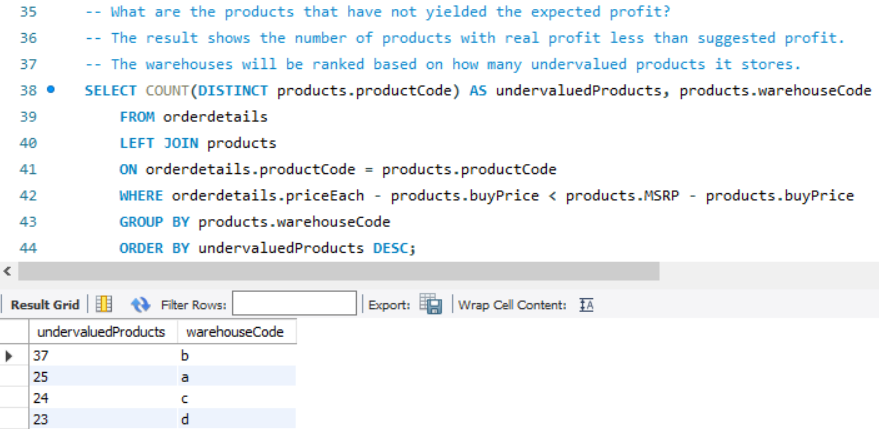 35 -- What are the products that have not yielded the expected profit?
36 -- The result shows the number of products with real profit less than suggested profit.
37 -- The warehouses will be ranked based on how many undervalued products it stores.
38 SELECT COUNT(DISTINCT products.productCode) AS undervaluedProducts, products.warehouseCode
39 FROM orderdetails
40 LEFT JOIN products
41 ON orderdetails.productCode = products.productCode
42 WHERE orderdetails.priceEach - products.buyPrice < products.MSRP - products.buyPrice
43 GROUP BY products.warehouseCode
44 ORDER BY undervaluedProducts DESC;
Result Grid Filter Rows: Export: Wrap Cell Content: IA
undervaluedProducts warehouseCode
37 b
25 a
24 c
23 d